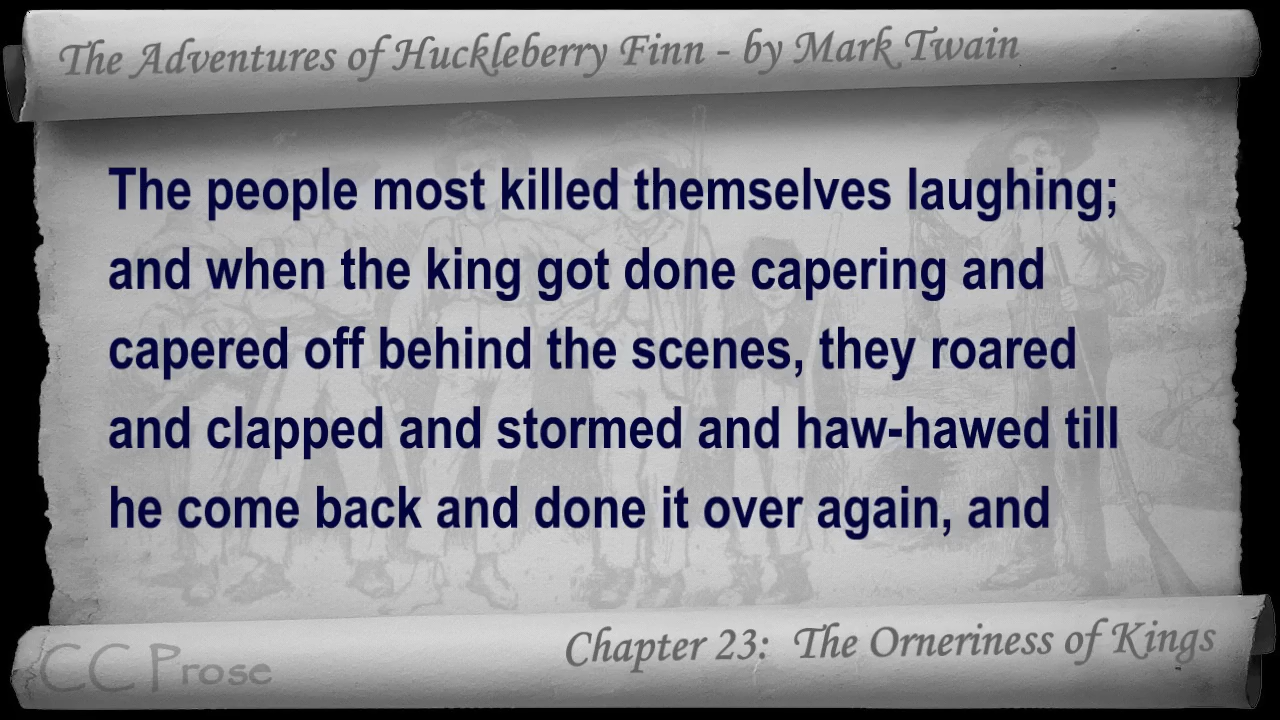 The Adventures of Huckleberry Finn - by Mark Twain
The people most killed themselves laughing;
and when the king got done capering and
capered off behind the scenes, they roared
and clapped and stormed and haw-hawed till
he come back and done it over again, and
Chapter 23: The Orneriness of Kings
CC Prose